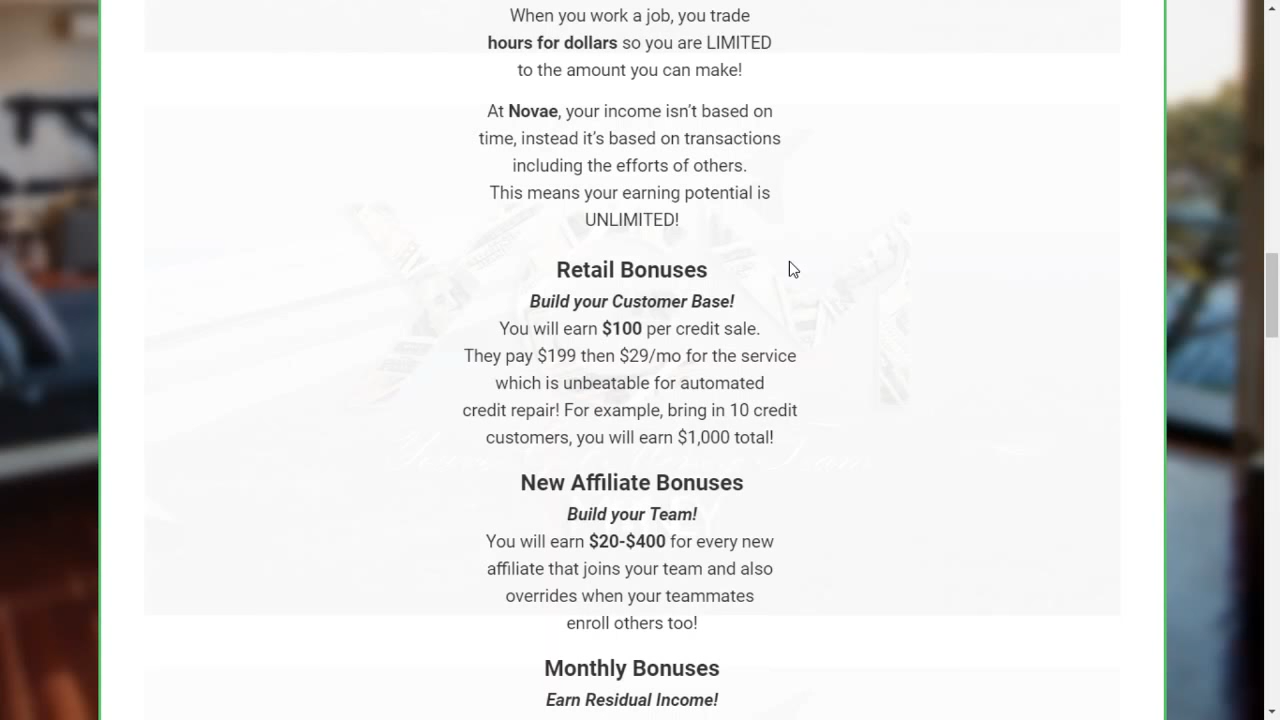 When you work a job, you trade
hours for dollars so you are LIMITED
to the amount you can make!
At Novae, your income isn’t based on
time, instead it’s based on transactions
including the efforts of others.
This means your earning potential is
UNLIMITED!
Retail Bonuses
Build your Customer Base!
You will earn $100 per credit sale.
They pay $199 then $29/mo for the service
which is unbeatable for automated
credit repair! For example, bring in 10 credit
customers, you will earn $1,000 total!
New Affiliate Bonuses
Build your Team!
You will earn $20-$400 for every new
affiliate that joins your team and also
overrides when your teammates
enroll others too!
Monthly Bonuses
Earn Residual Income!